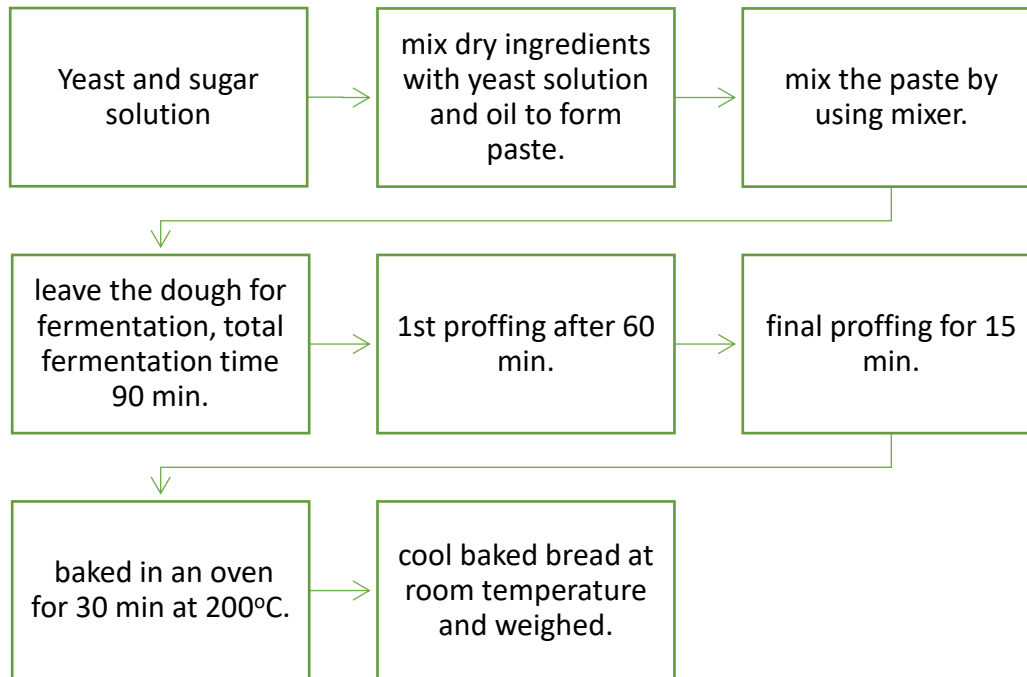 Yeast and sugar
solution
mix dry ingredients
with yeast solution
and oil to form
paste.
mix the paste by
using mixer.
leave the dough for
fermentation, total
fermentation time
90 min.
1st proffing after 60
min.
final proffing for 15
min.
baked in an oven
for 30 min at 200°C.
cool baked bread at
room temperature
and weighed.